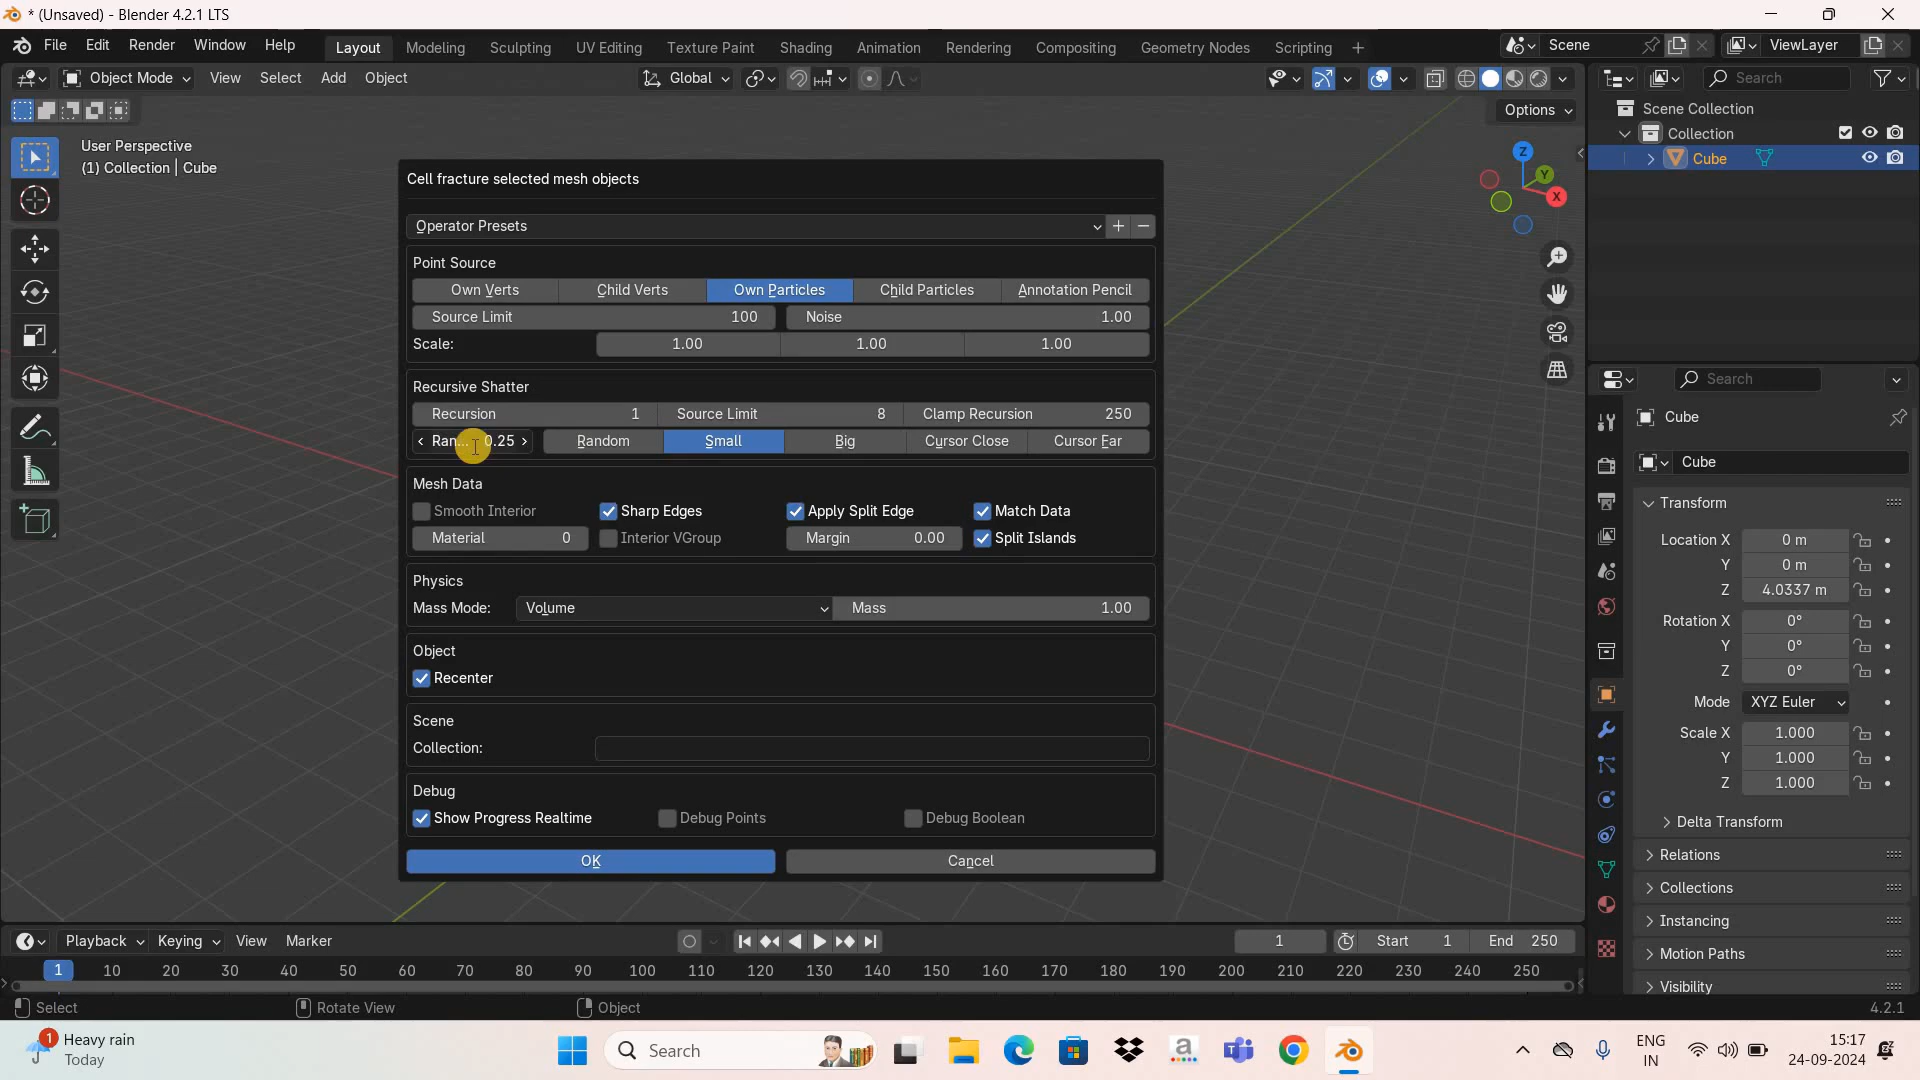 * (Unsaved) - Blender 4.2.1 LTS
File Edit Render Window Help Layout Modeling Sculpting UV Editing Texture Paint Shading Animation Rendering Compositing Geometry Nodes Scripting + Scene ViewLayer
Object Mode View Select Add Object Global Search
Options
User Perspective
(1) Collection | Cube
Z
Y
X
Scene Collection
Collection
Cube
Cell fracture selected mesh objects
Operator Presets
Point Source
Own Verts Child Verts Own Particles Child Particles Annotation Pencil
Source Limit 100 Noise 1.00
Scale: 1.00 1.00 1.00
Recursive Shatter
Recursion 1 Source Limit 8 Clamp Recursion 250
Ran... 0.25 Random Small Big Cursor Close Cursor Far
Mesh Data
Smooth Interior Sharp Edges Apply Split Edge Match Data
Material 0 Interior VGroup Margin 0.00 Split Islands
Physics
Mass Mode: Volume Mass 1.00
Object
Recenter
Scene
Collection:
Debug
Show Progress Realtime Debug Points Debug Boolean
OK Cancel
Search
Cube
Cube
Transform
Location X 0 m
Y 0 m
Z 4.0337 m
Rotation X 0°
Y 0°
Z 0°
Mode XYZ Euler
Scale X 1.000
Y 1.000
Z 1.000
Delta Transform
Relations
Collections
Instancing
Motion Paths
Visibility
Playback Keying View Marker 1 Start 1 End 250
1 10 20 30 40 50 60 70 80 90 100 110 120 130 140 150 160 170 180 190 200 210 220 230 240 250
Select Rotate View Object 4.2.1
1 Heavy rain
Today
Search
ENG
IN
15:17
24-09-2024